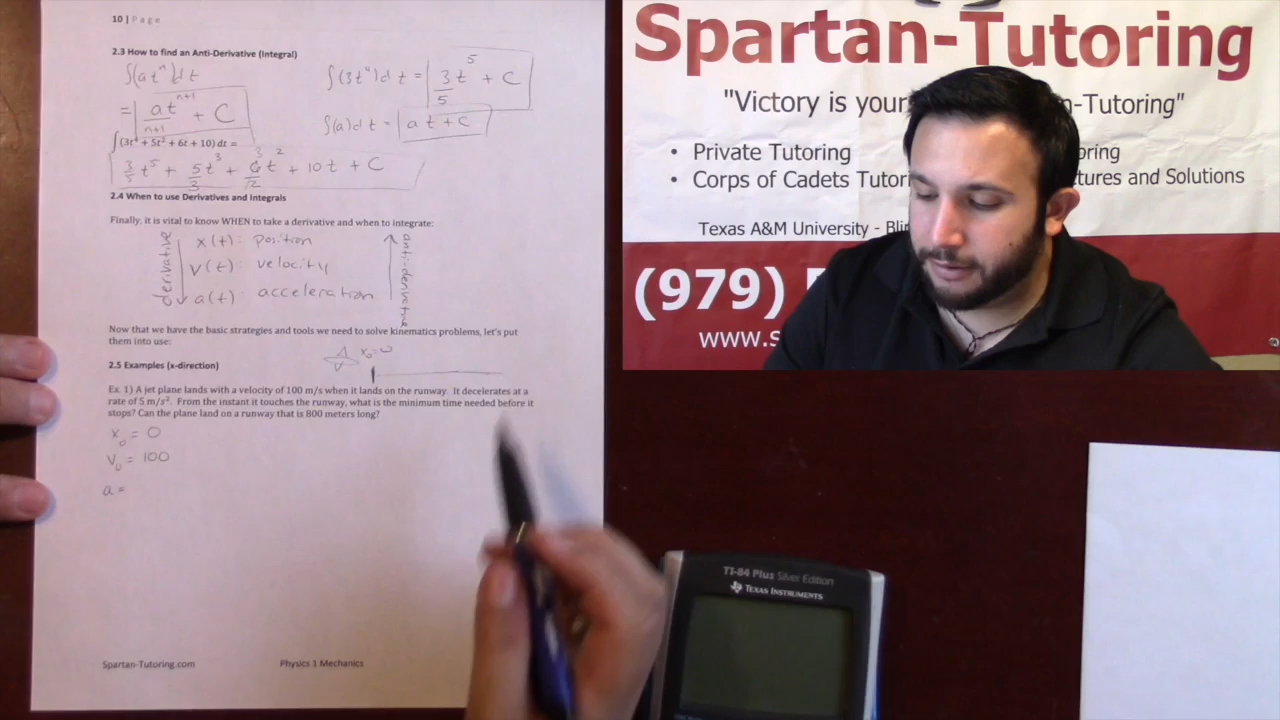 10 | Page
2.3 How to find an Anti-Derivative (Integral)
∫(at^n)dt
= at^(n+1)/(n+1) + C
∫(3t^4)dt = 3/5 t^5 + C
∫(a)dt = at + C
∫(3t^4 + 5t^2 + 6t + 10) dt =
3/5 t^5 + 5/3 t^3 + 6/2 t^2 + 10t + C
2.4 When to use Derivatives and Integrals
Finally, it is vital to know WHEN to take a derivative and when to integrate:
derivative
x(t): position
v(t): velocity
a(t): acceleration
anti-derivative
Now that we have the basic strategies and tools we need to solve kinematics problems, let's put
them into use:
x₀=0
2.5 Examples (x-direction)
Ex. 1) A jet plane lands with a velocity of 100 m/s when it lands on the runway. It decelerates at a
rate of 5 m/s². From the instant it touches the runway, what is the minimum time needed before it
stops? Can the plane land on a runway that is 800 meters long?
x₀ = 0
v₀ = 100
a =
Spartan-Tutoring.com
Physics 1 Mechanics
Spartan-Tutoring
"Victory is your
n-Tutoring"
• Private Tutoring
• Corps of Cadets Tutor
oring
tures and Solutions
Texas A&M University - Bli
(979)
www.s
TI-84 Plus Silver Edition
TEXAS INSTRUMENTS